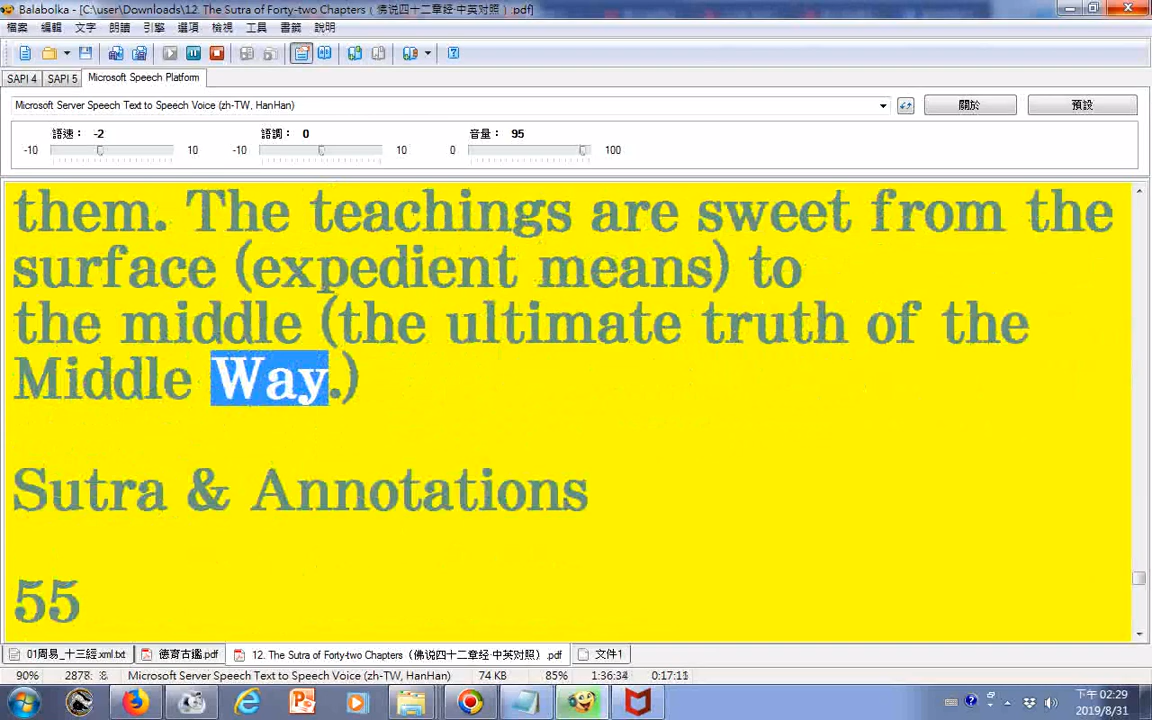 Balabolka - [C:\user\Downloads\12. The Sutra of Forty-two Chapters（佛说四十二章经·中英对照）.pdf]
檔案 編輯 文字 朗讀 引擎 選項 檢視 工具 書籤 說明
SAPI 4 SAPI 5 Microsoft Speech Platform
Microsoft Server Speech Text to Speech Voice (zh-TW, HanHan) 關於 預設
語速： -2 語調： 0 音量： 95
-10 10 -10 10 0 100
them. The teachings are sweet from the
surface (expedient means) to
the middle (the ultimate truth of the
Middle Way.)
Sutra & Annotations
55
01周易_十三經.xml.txt 德育古鑑.pdf 12. The Sutra of Forty-two Chapters（佛说四十二章经·中英对照）.pdf 文件1
90% 2878: Microsoft Server Speech Text to Speech Voice (zh-TW, HanHan) 74 KB 85% 1:36:34 0:17:11
下午 02:29
2019/8/31